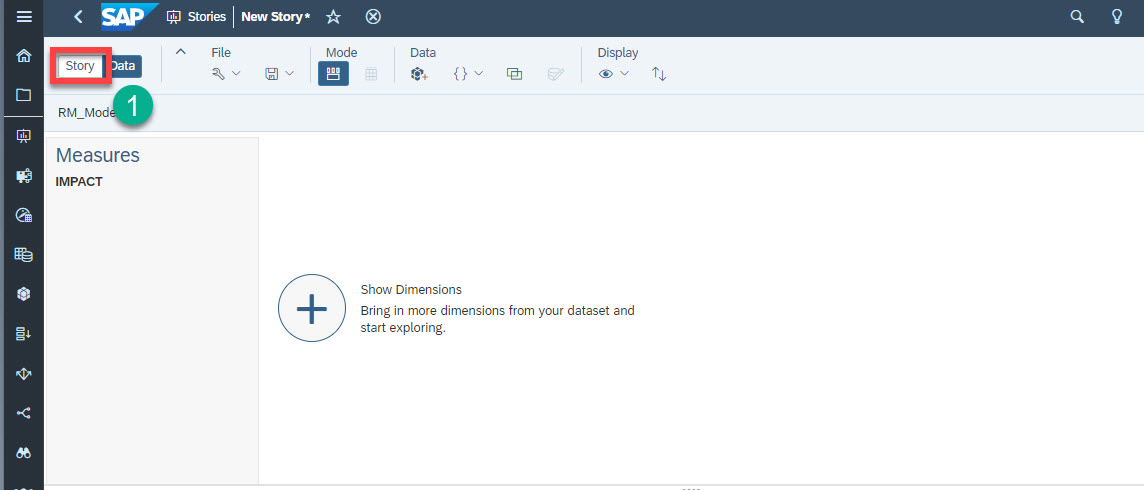 SAP Stories New Story*
Story Data File Mode Data Display
1
RM_Mode
Measures
IMPACT
Show Dimensions
Bring in more dimensions from your dataset and
start exploring.